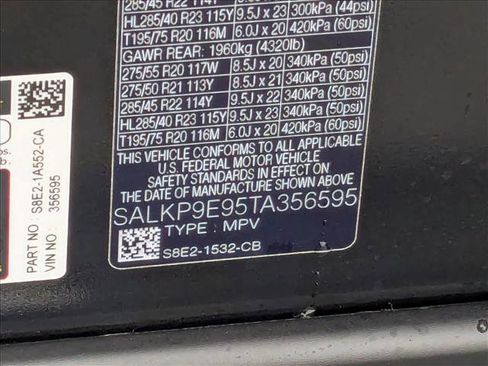 285/45 R22 114Y
HL285/40 R23 115Y 9.5J x 23 300kPa (44psi)
T195/75 R20 116M 6.0J x 20 420kPa (60psi)
GAWR REAR: 1960kg (4320lb)
275/55 R20 117W 8.5J x 20 340kPa (50psi)
275/50 R21 113Y 8.5J x 21 340kPa (50psi)
285/45 R22 114Y 9.5J x 22 340kPa (50psi)
HL285/40 R23 115Y 9.5J x 23 340kPa (50psi)
T195/75 R20 116M 6.0J x 20 420kPa (60psi)
THIS VEHICLE CONFORMS TO ALL APPLICABLE
U.S. FEDERAL MOTOR VEHICLE
SAFETY STANDARDS IN EFFECT ON
THE DATE OF MANUFACTURE SHOWN ABOVE
SALKP9E95TA356595
TYPE: MPV
S8E2-1532-CB
PART NO : S8E2-1A552-CA
VIN NO : 356595